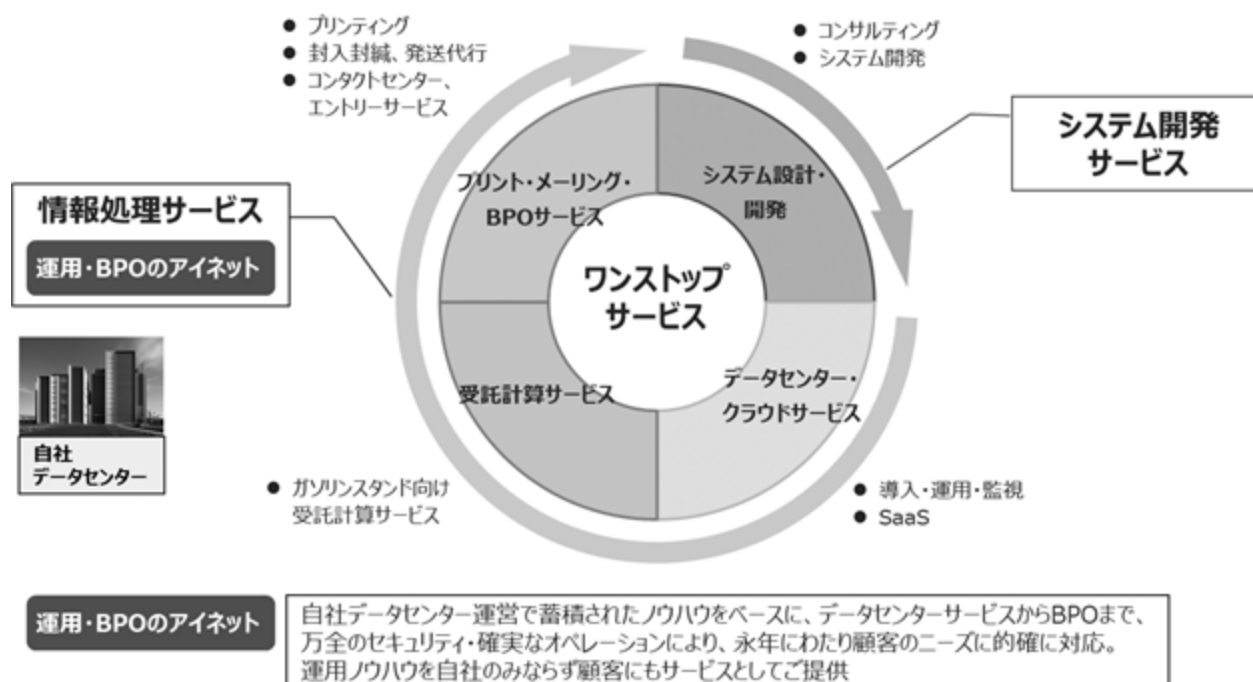 ● プリンティング
● 封入封緘、発送代行
● コンタクトセンター、
エントリーサービス
● コンサルティング
● システム開発
システム開発
サービス
情報処理サービス
運用・BPOのアイネット
プリント・メーリング・
BPOサービス
システム設計・
開発
ワンストップ
サービス
受託計算サービス
データセンター・
クラウドサービス
自社
データセンター
● ガソリンスタンド向け
受託計算サービス
● 導入・運用・監視
● SaaS
運用・BPOのアイネット
自社データセンター運営で蓄積されたノウハウをベースに、データセンターサービスからBPOまで、
万全のセキュリティ・確実なオペレーションにより、永年にわたり顧客のニーズに的確に対応。
運用ノウハウを自社のみならず顧客にもサービスとしてご提供